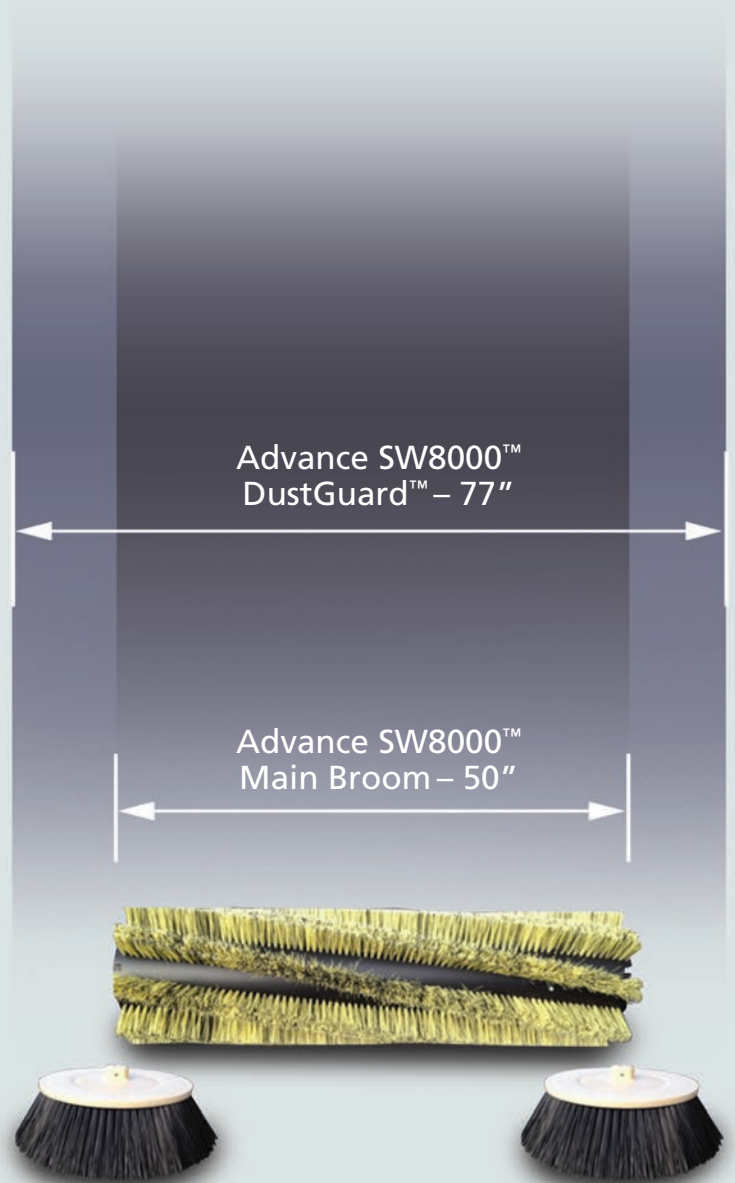 Advance SW8000™
DustGuard™ – 77″
Advance SW8000™
Main Broom – 50″